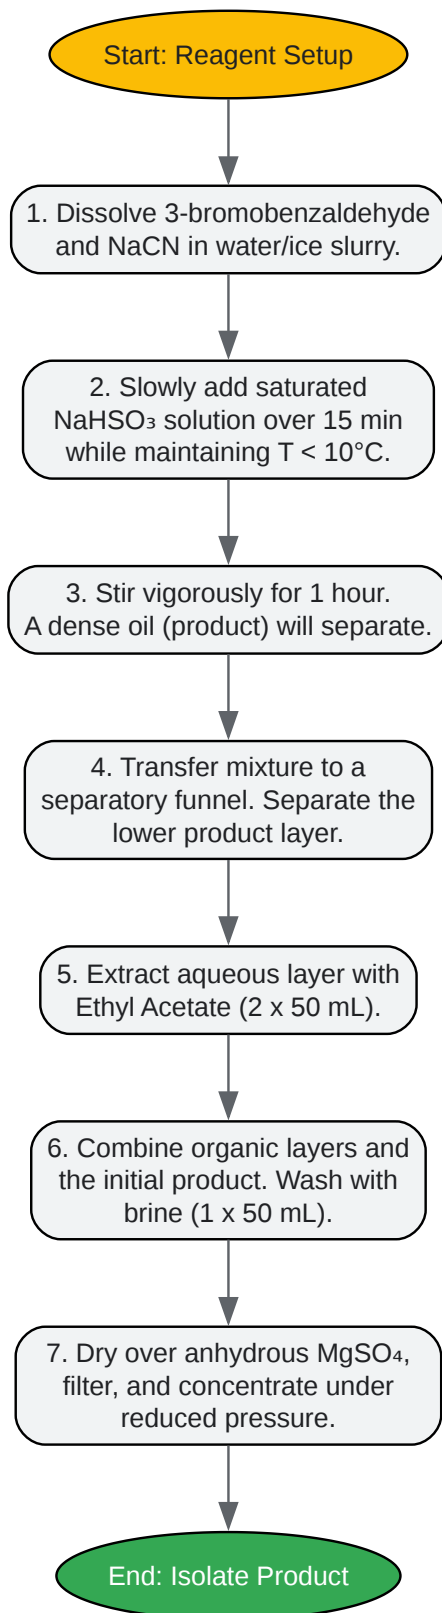 Start: Reagent Setup
1. Dissolve 3-bromobenzaldehyde
and NaCN in water/ice slurry.
2. Slowly add saturated
NaHSO₃ solution over 15 min
while maintaining T < 10°C.
3. Stir vigorously for 1 hour.
A dense oil (product) will separate.
4. Transfer mixture to a
separatory funnel. Separate the
lower product layer.
5. Extract aqueous layer with
Ethyl Acetate (2 x 50 mL).
6. Combine organic layers and
the initial product. Wash with
brine (1 x 50 mL).
7. Dry over anhydrous MgSO₄,
filter, and concentrate under
reduced pressure.
End: Isolate Product